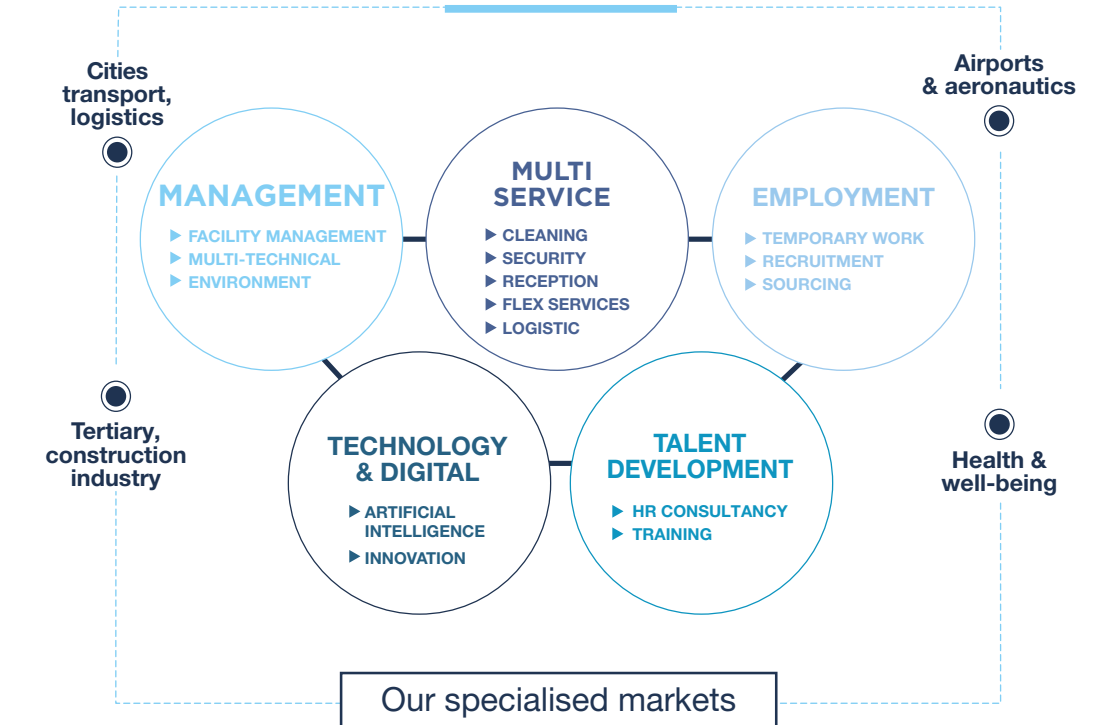 Cities
transport,
logistics
Airports
& aeronautics
MANAGEMENT
FACILITY MANAGEMENT
MULTI-TECHNICAL
ENVIRONMENT
MULTI
SERVICE
CLEANING
SECURITY
RECEPTION
FLEX SERVICES
LOGISTIC
EMPLOYMENT
TEMPORARY WORK
RECRUITMENT
SOURCING
Tertiary,
construction
industry
TECHNOLOGY
& DIGITAL
ARTIFICIAL
INTELLIGENCE
INNOVATION
TALENT
DEVELOPMENT
HR CONSULTANCY
TRAINING
Health &
well-being
Our specialised markets